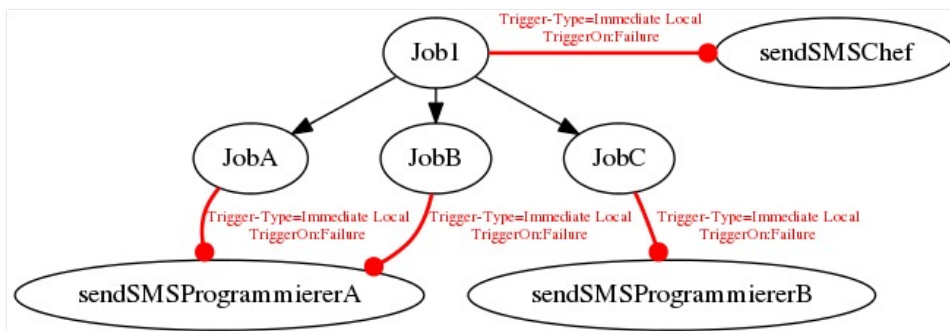 Trigger-Type=Immediate Local
TriggerOn:Failure
Job1
sendSMSChef
JobA
JobB
JobC
Trigger-Type=Immediate Local
TriggerOn:Failure
Trigger-Type=Immediate Local
TriggerOn:Failure
Trigger-Type=Immediate Local
TriggerOn:Failure
sendSMSProgrammiererA
sendSMSProgrammiererB